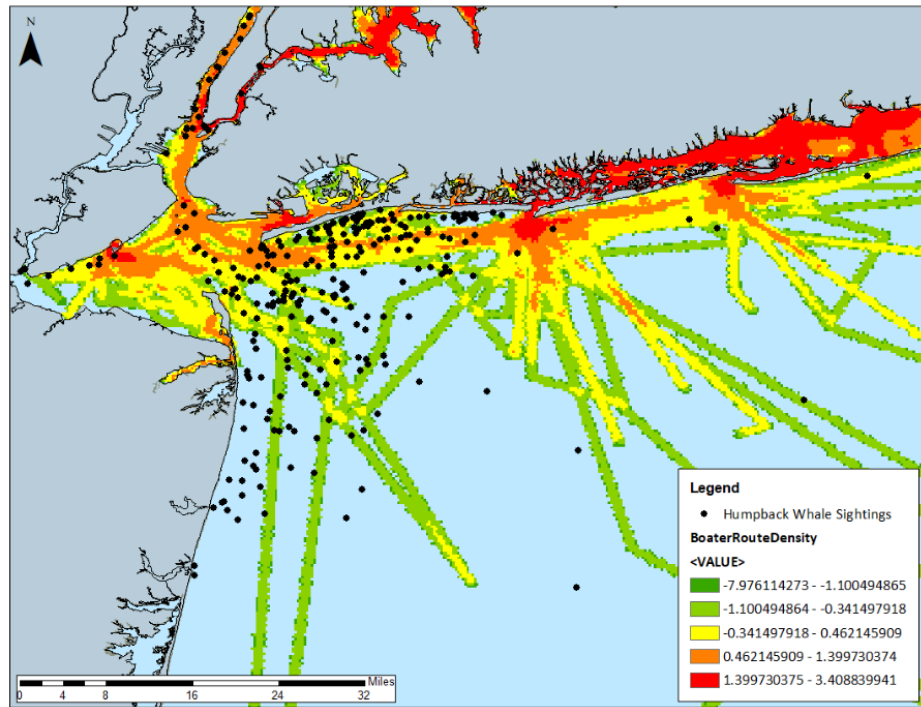 N
Legend
Humpback Whale Sightings
BoaterRouteDensity
<VALUE>
-7.976114273 - -1.100494865
-1.100494864 - -0.341497918
-0.341497918 - 0.462145909
0.462145909 - 1.399730374
1.399730375 - 3.408839941
Miles
0 4 8 16 24 32